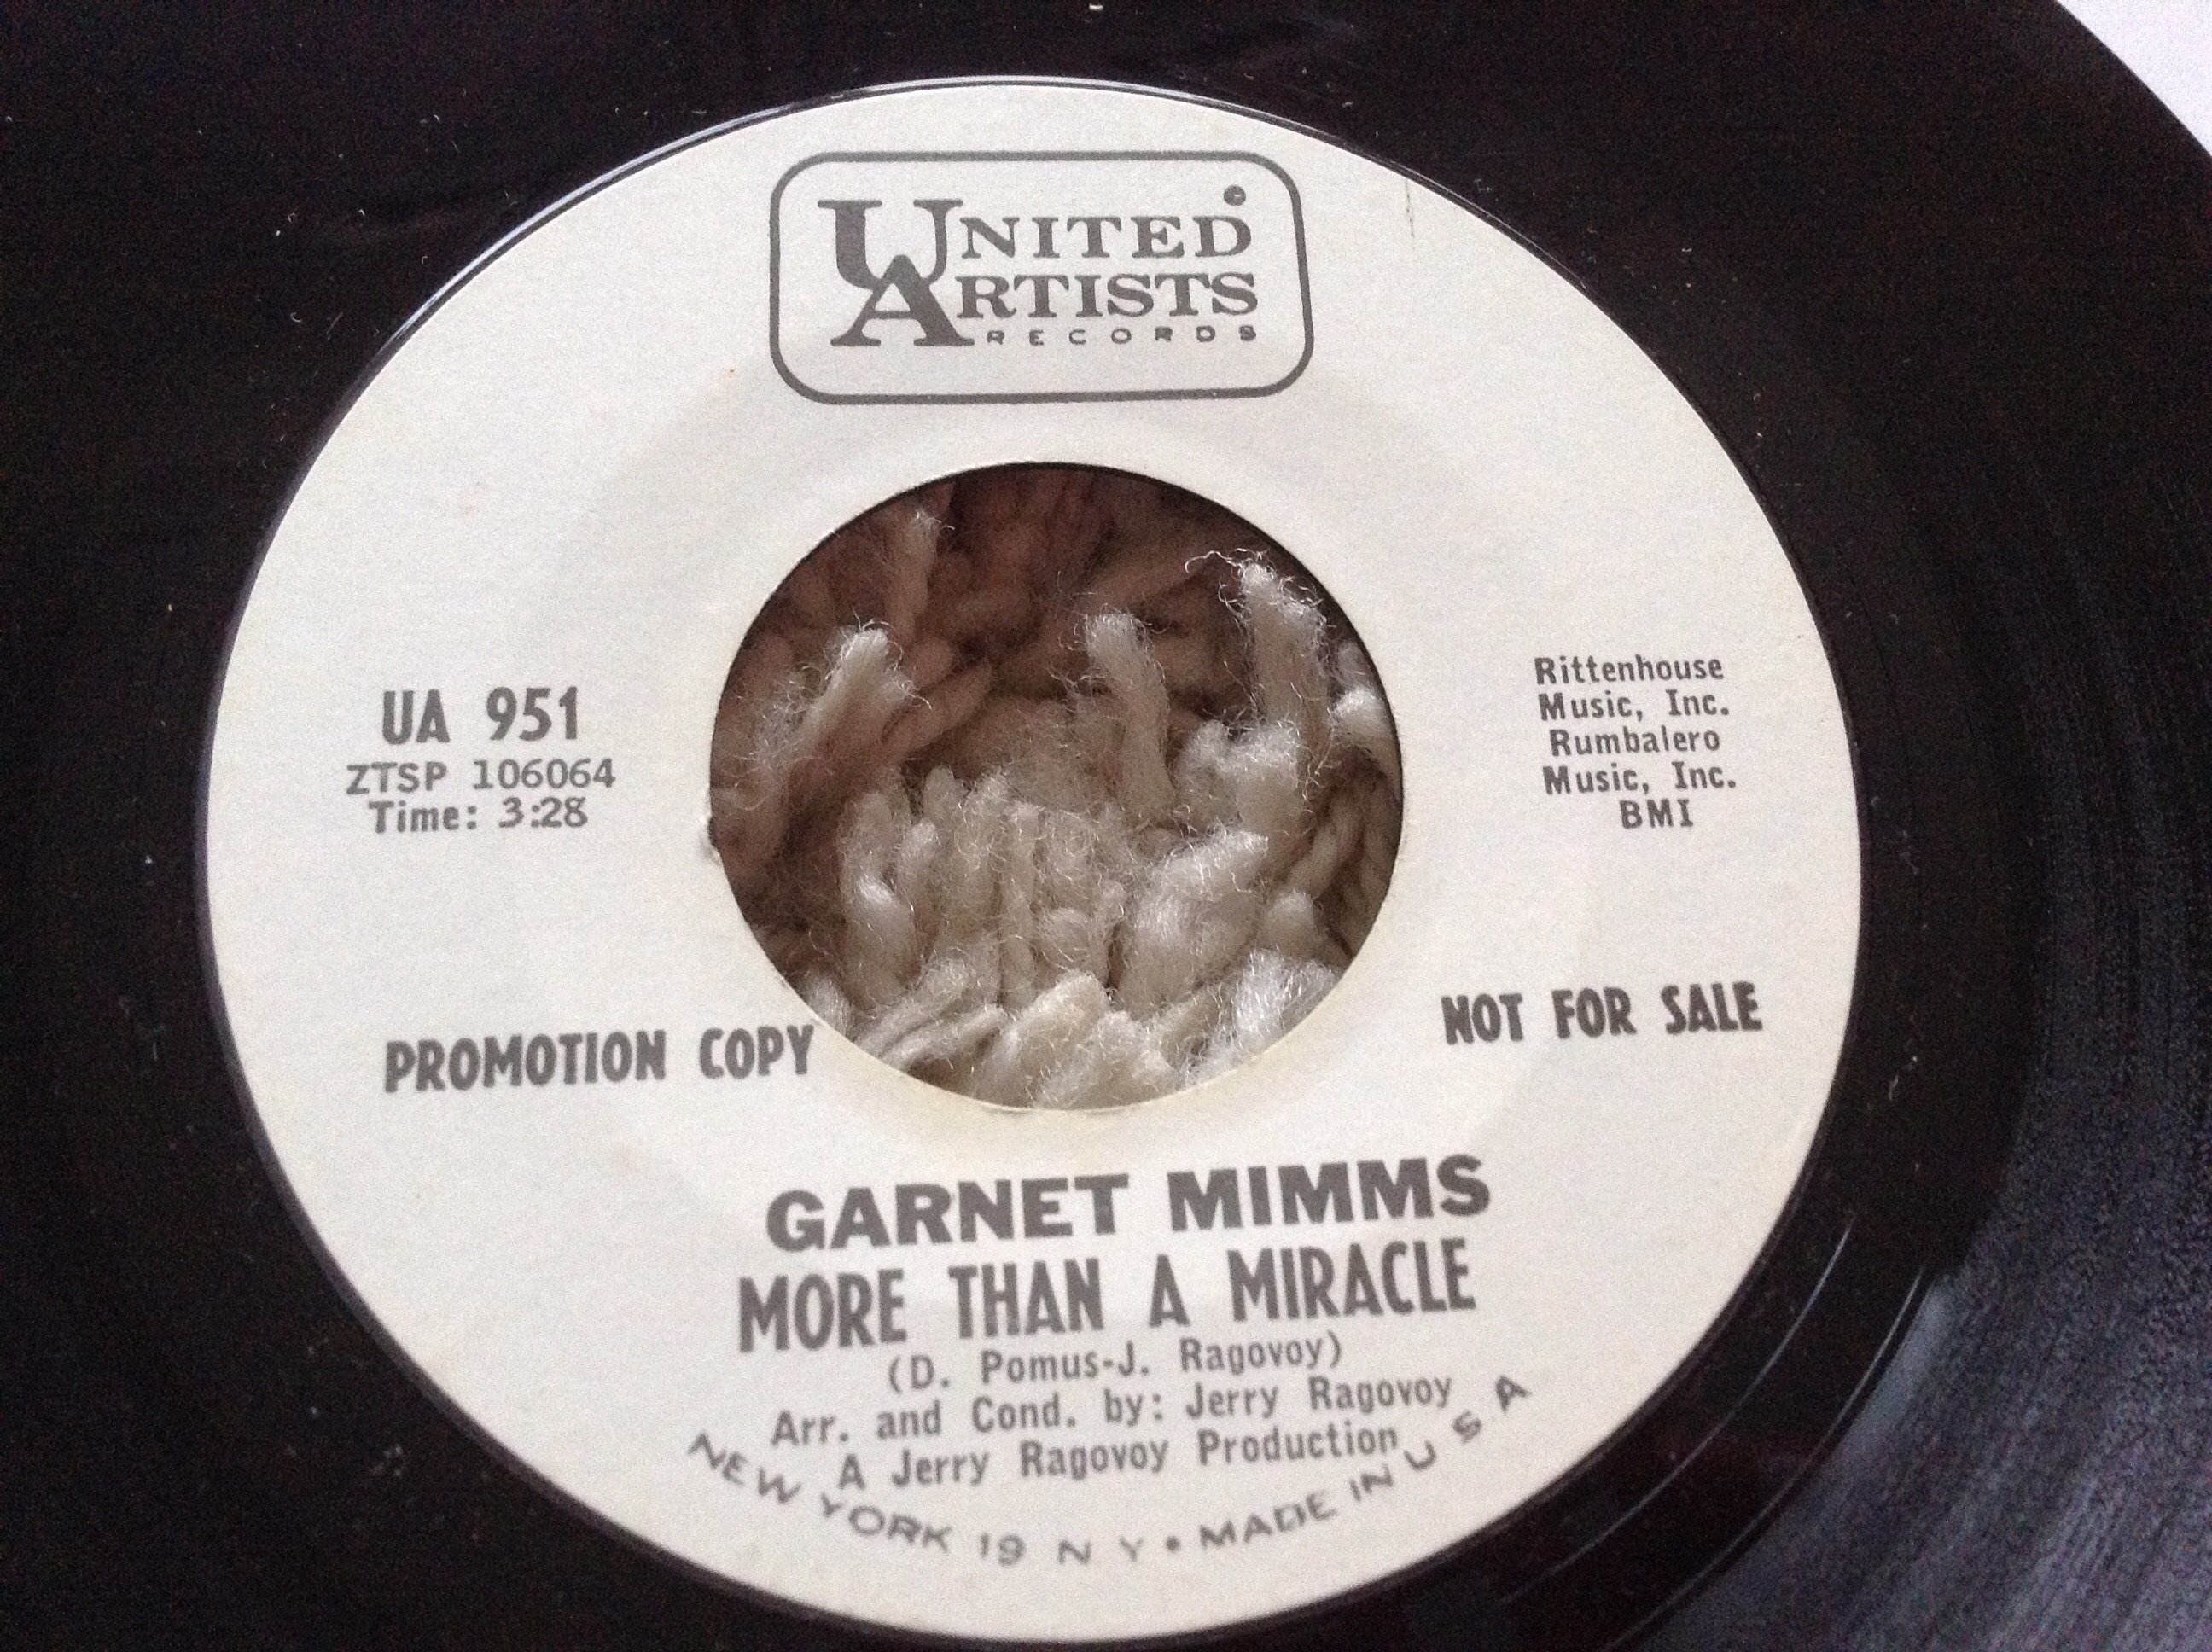 UNITED
ARTISTS
RECORDS
UA 951
ZTSP 106064
Time: 3:28
Rittenhouse
Music, Inc.
Rumbalero
Music, Inc.
BMI
PROMOTION COPY
NOT FOR SALE
GARNET MIMMS
MORE THAN A MIRACLE
(D. Pomus-J. Ragovoy)
Arr. and Cond. by: Jerry Ragovoy
A Jerry Ragovoy Production
NEW YORK 19 N Y • MADE IN U S A